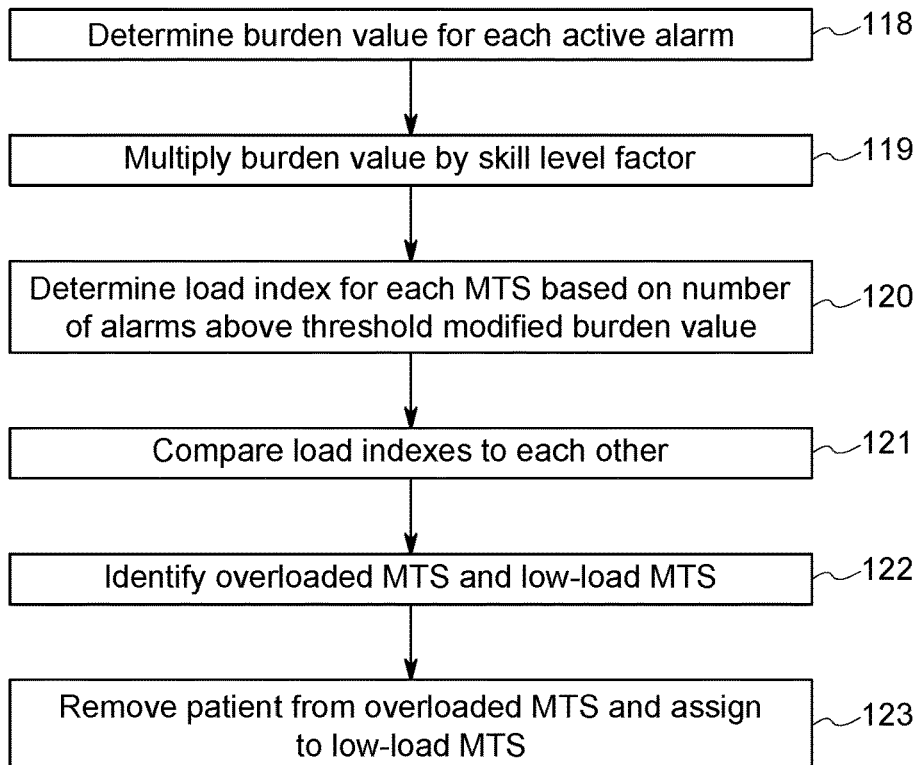 Determine burden value for each active alarm
118
Multiply burden value by skill level factor
119
Determine load index for each MTS based on number
of alarms above threshold modified burden value
120
Compare load indexes to each other
121
Identify overloaded MTS and low-load MTS
122
Remove patient from overloaded MTS and assign
to low-load MTS
123